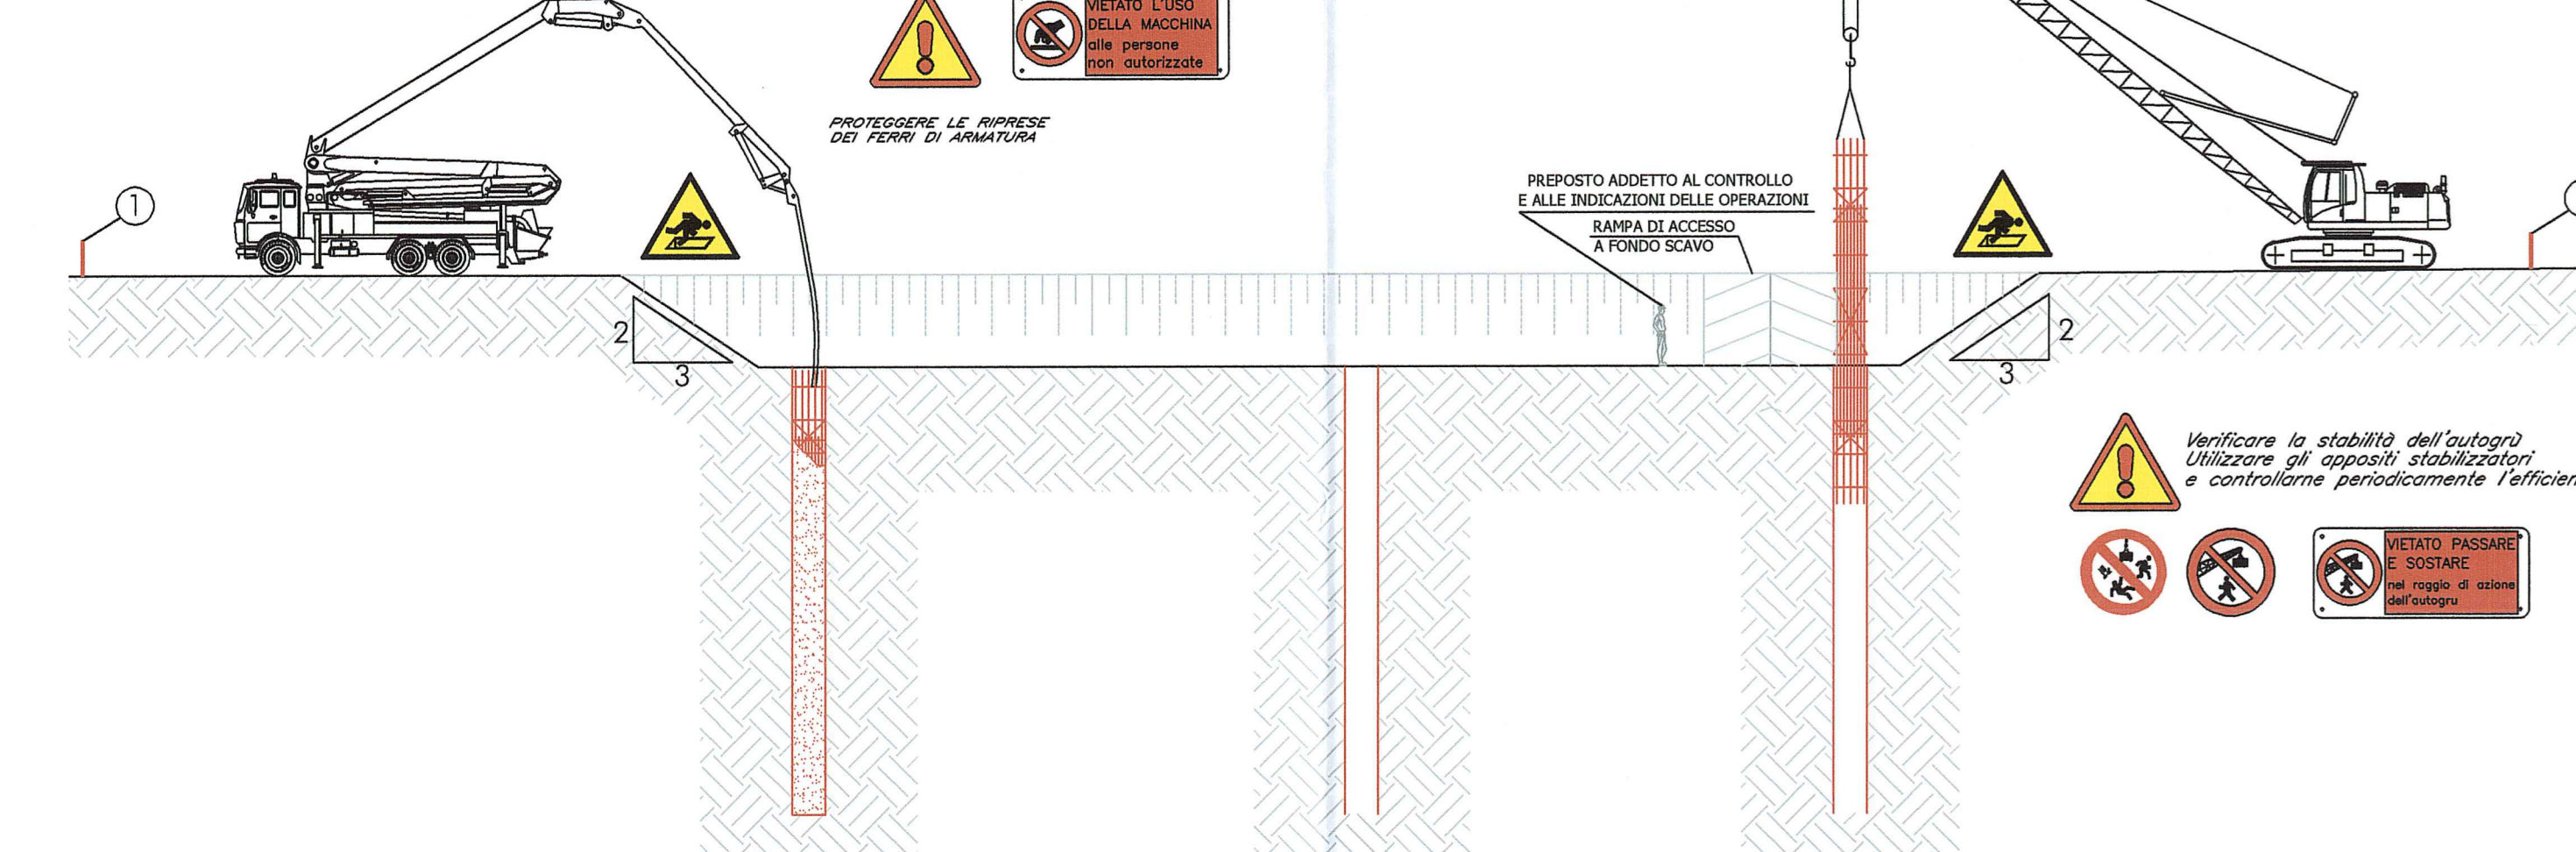 VIETATO L'USO
DELLA MACCHINA
alle persone
non autorizzate
PROTEGGERE LE RIPRESE
DEI FERRI DI ARMATURA
1
PREPOSTO ADDETTO AL CONTROLLO
E ALLE INDICAZIONI DELLE OPERAZIONI
RAMPA DI ACCESSO
A FONDO SCAVO
2
3
2
3
Verificare la stabilità dell'autogrù
Utilizzare gli appositi stabilizzatori
e controllarne periodicamente
VIETATO PASSARE
E SOSTARE
nel raggio di azione
dell'autogru